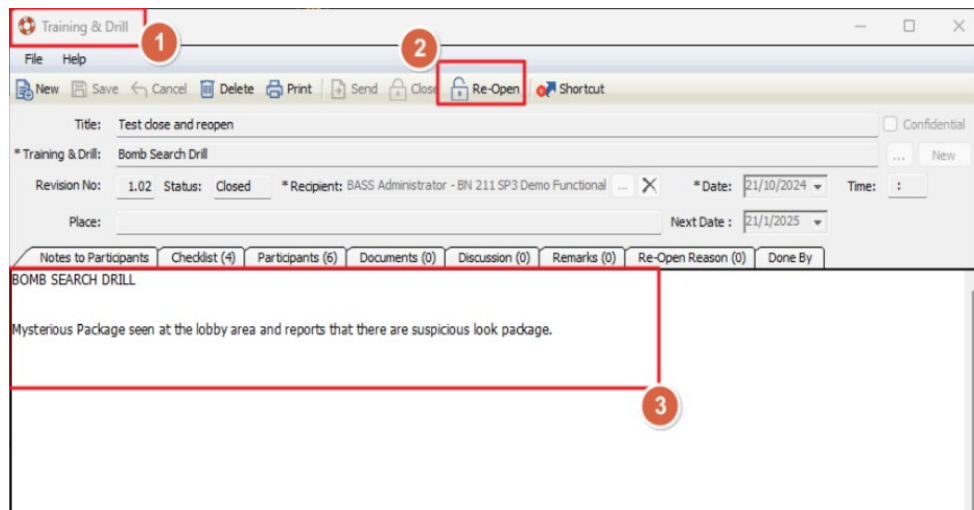 Training & Drill
1
2
File Help
New Save Cancel Delete Print Send Close Re-Open Shortcut
Title: Test close and reopen Confidential
* Training & Drill: Bomb Search Drill ... New
Revision No: 1.02 Status: Closed * Recipient: BASS Administrator - BN 211 SP3 Demo Functional ... * Date: 21/10/2024 Time: :
Place: Next Date : 21/1/2025
Notes to Participants Checklist (4) Participants (6) Documents (0) Discussion (0) Remarks (0) Re-Open Reason (0) Done By
BOMB SEARCH DRILL
Mysterious Package seen at the lobby area and reports that there are suspicious look package.
3